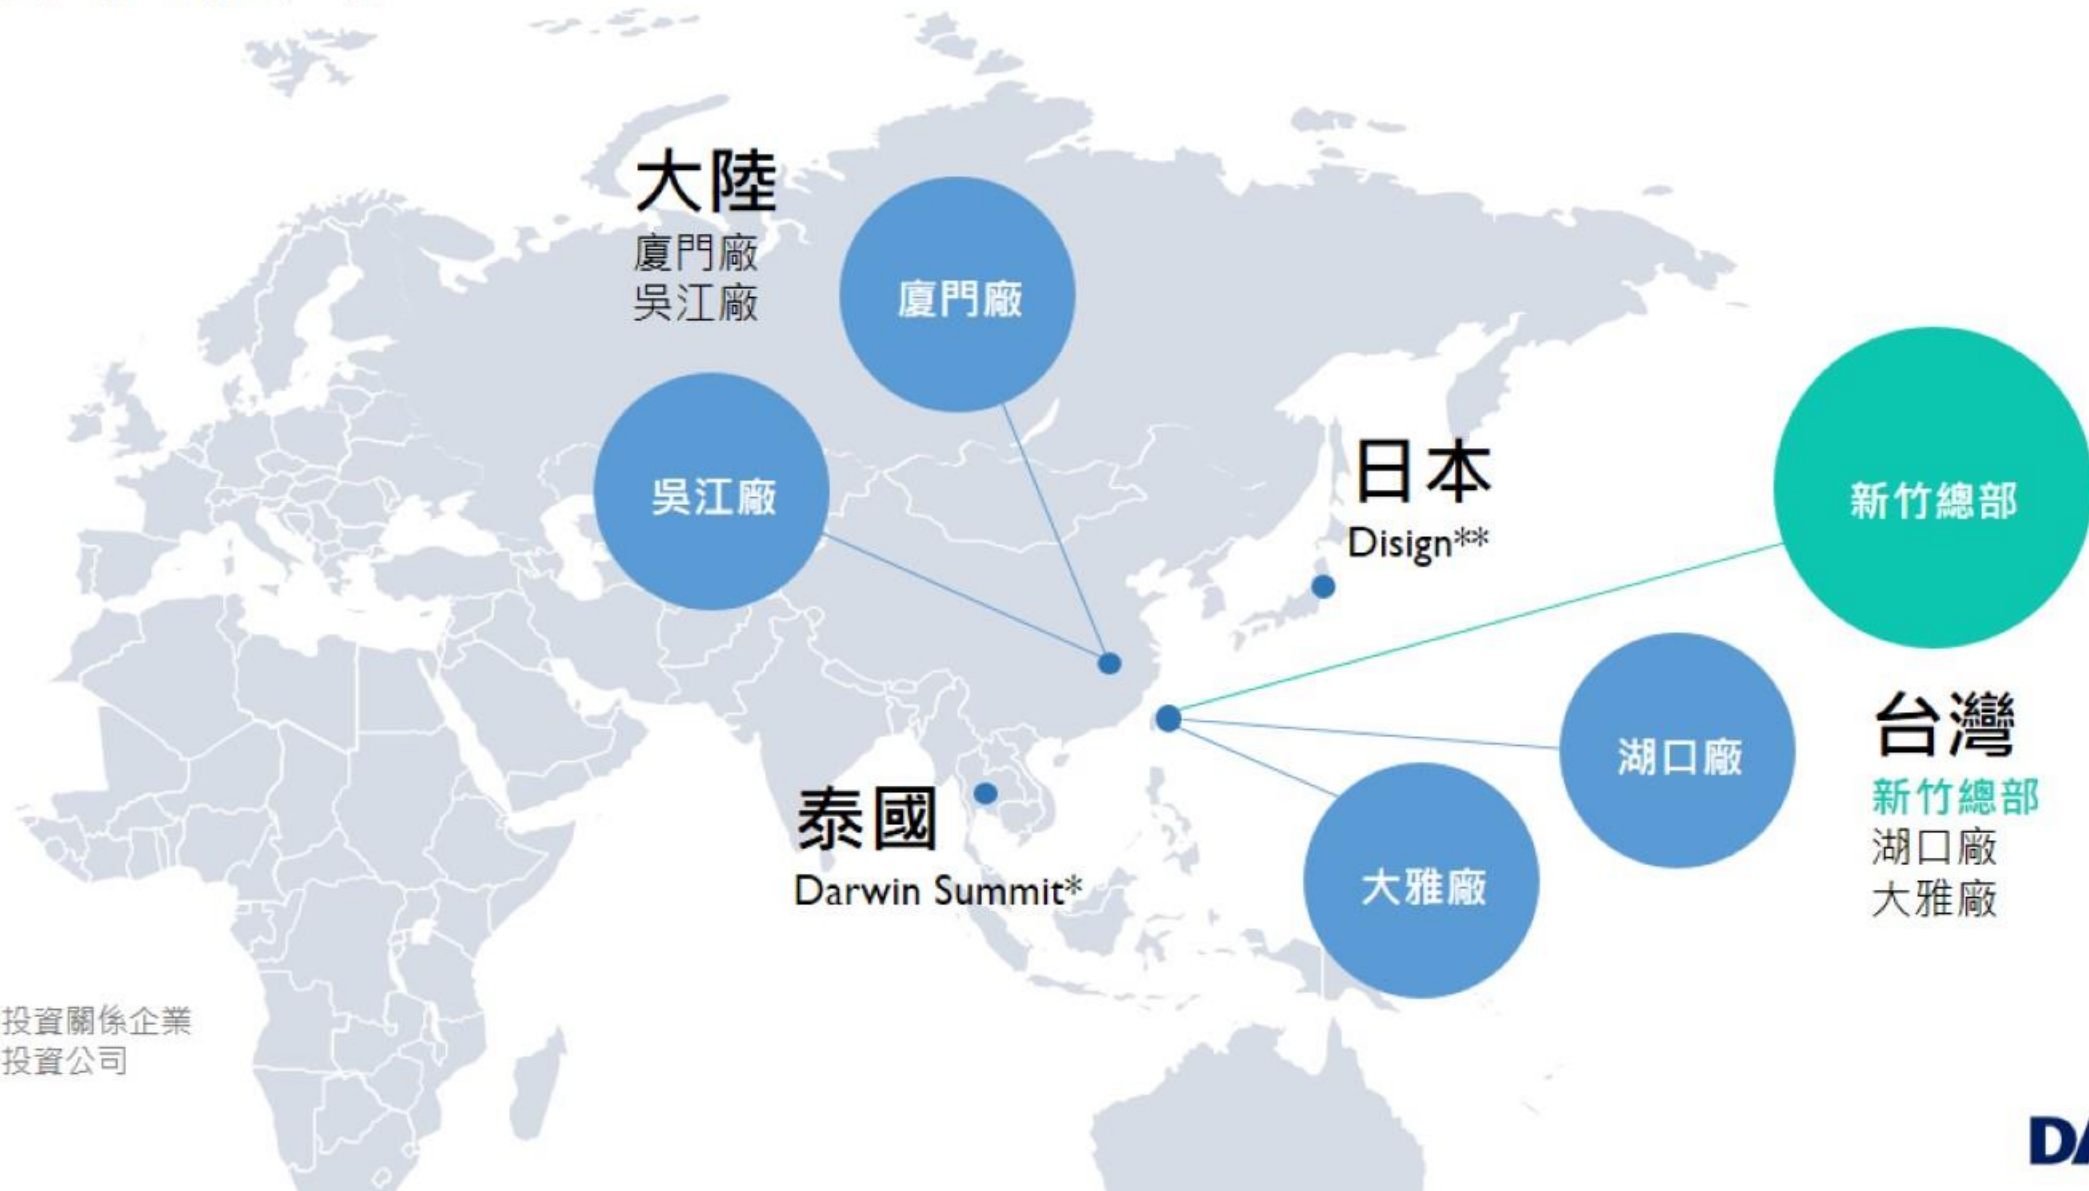 大陸
廈門廠
吳江廠
廈門廠
吳江廠
日本
Disign**
新竹總部
湖口廠
大雅廠
台灣
新竹總部
湖口廠
大雅廠
泰國
Darwin Summit*
投資關係企業
投資公司